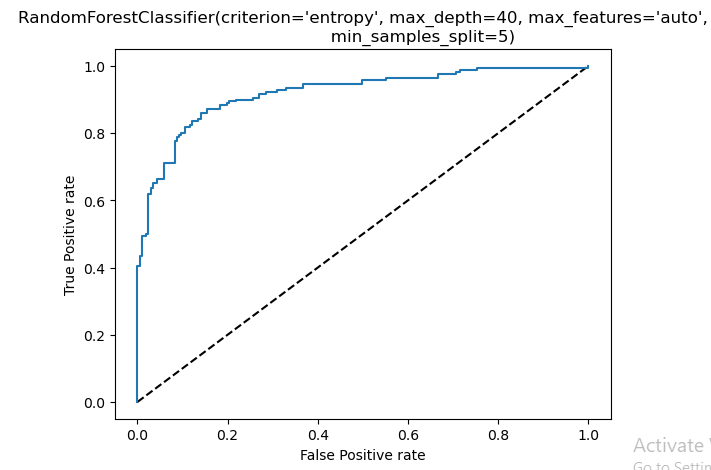 RandomForestClassifier(criterion='entropy', max_depth=40, max_features='auto',
min_samples_split=5)
1.0
0.8
0.6
0.4
0.2
0.0
True Positive rate
0.0 0.2 0.4 0.6 0.8 1.0
False Positive rate
Activate
Go to